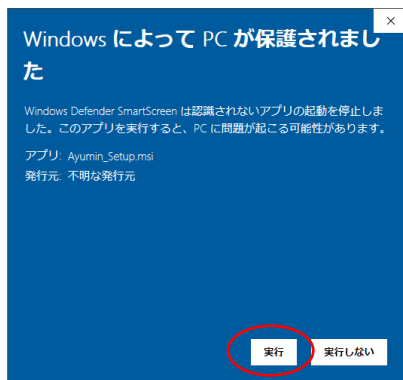 Windows によって PC が保護されまし
た
Windows Defender SmartScreen は認識されないアプリの起動を停止しま
した。このアプリを実行すると、PC に問題が起こる可能性があります。
アプリ: Ayumin_Setup.msi
発行元: 不明な発行元
実行 実行しない